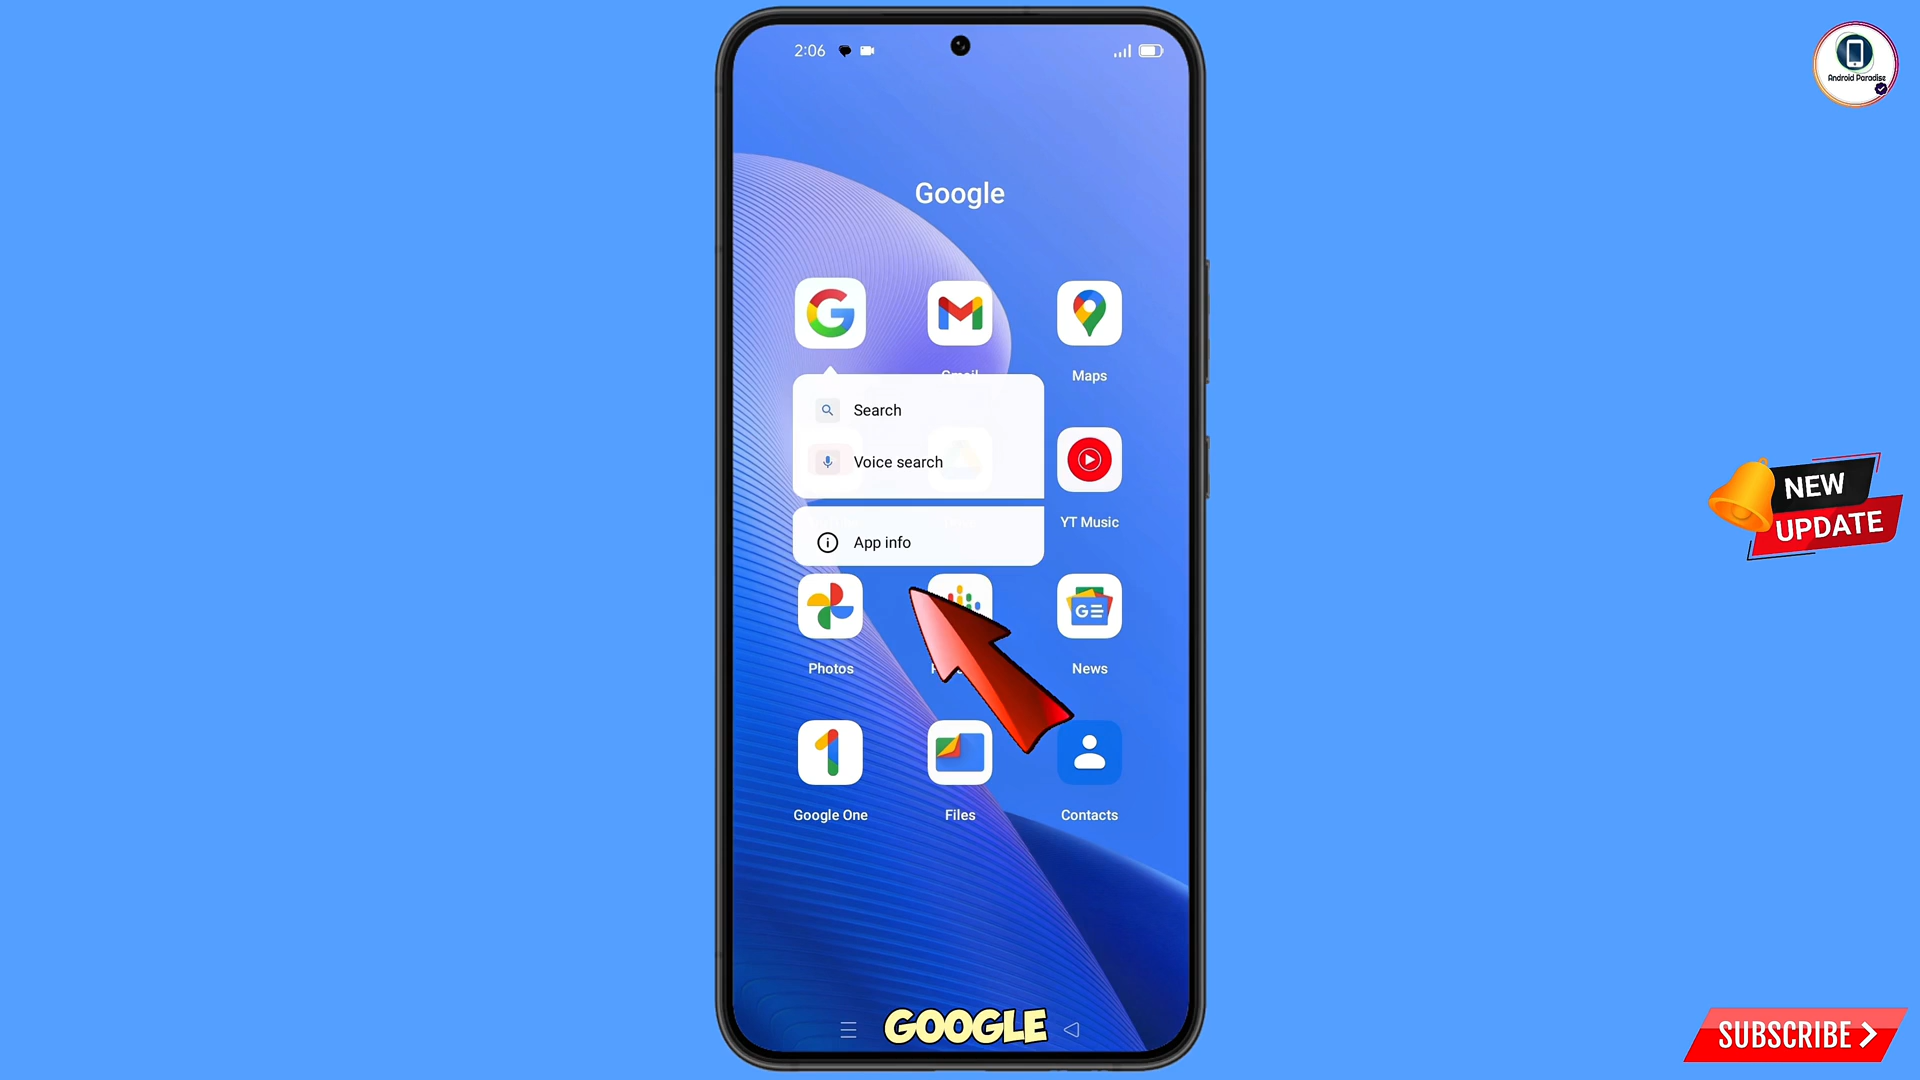 2:06
Android Paradise
Google
Maps
Search
Voice search
YT Music
App info
Photos
News
Google One
Files
Contacts
NEW
UPDATE
GOOGLE
SUBSCRIBE